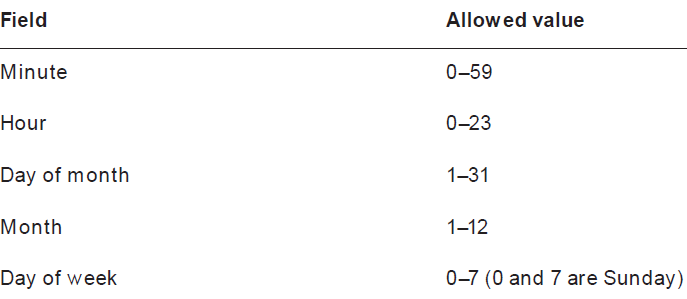 Field Allowed value
Minute 0–59
Hour 0–23
Day of month 1–31
Month 1–12
Day of week 0–7 (0 and 7 are Sunday)